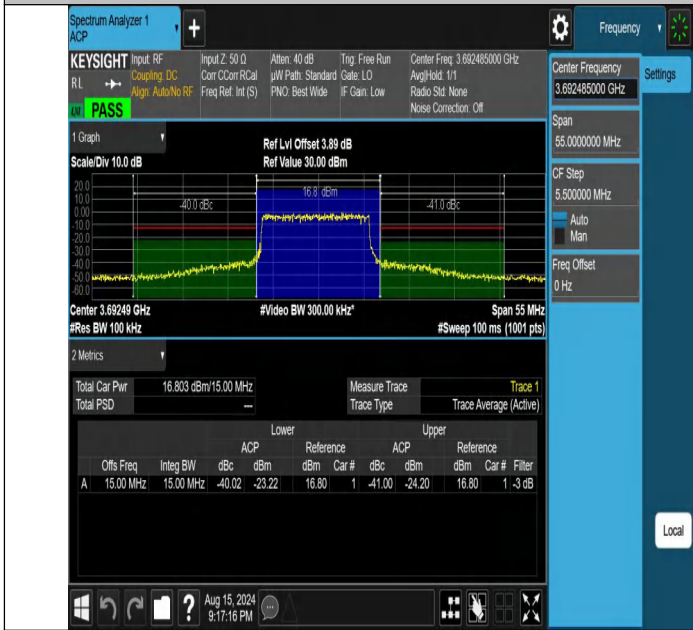 Spectrum Analyzer 1
ACP
Frequency
KEYSIGHT
RL
Input: RF
Coupling: DC
Align: Auto/No RF
Input Z: 50 Ω
Corr CCorr RCal
Freq Ref: Int (S)
Atten: 40 dB
µW Path: Standard
PNO: Best Wide
Trig: Free Run
Gate: LO
IF Gain: Low
Center Freq: 3.692485000 GHz
Avg|Hold: 1/1
Radio Std: None
Noise Correction: Off
PASS
Center Frequency
3.692485000 GHz
Settings
Span
55.0000000 MHz
CF Step
5.500000 MHz
Auto
Man
Freq Offset
0 Hz
1 Graph
Scale/Div 10.0 dB
Ref Lvl Offset 3.89 dB
Ref Value 30.00 dBm
20.0
10.0
0.00
-10.0
-20.0
-30.0
-40.0
-50.0
-60.0
-40.0 dBc
16.8 dBm
-41.0 dBc
Center 3.69249 GHz
#Video BW 300.00 kHz*
Span 55 MHz
#Res BW 100 kHz
#Sweep 100 ms (1001 pts)
2 Metrics
Total Car Pwr 16.803 dBm/15.00 MHz
Total PSD ---
Measure Trace Trace 1
Trace Type Trace Average (Active)
Lower Upper
ACP Reference ACP Reference
Offs Freq Integ BW dBc dBm dBm Car # dBc dBm dBm Car # Filter
A 15.00 MHz 15.00 MHz -40.02 -23.22 16.80 1 -41.00 -24.20 16.80 1 -3 dB
Local
Aug 15, 2024
9:17:16 PM